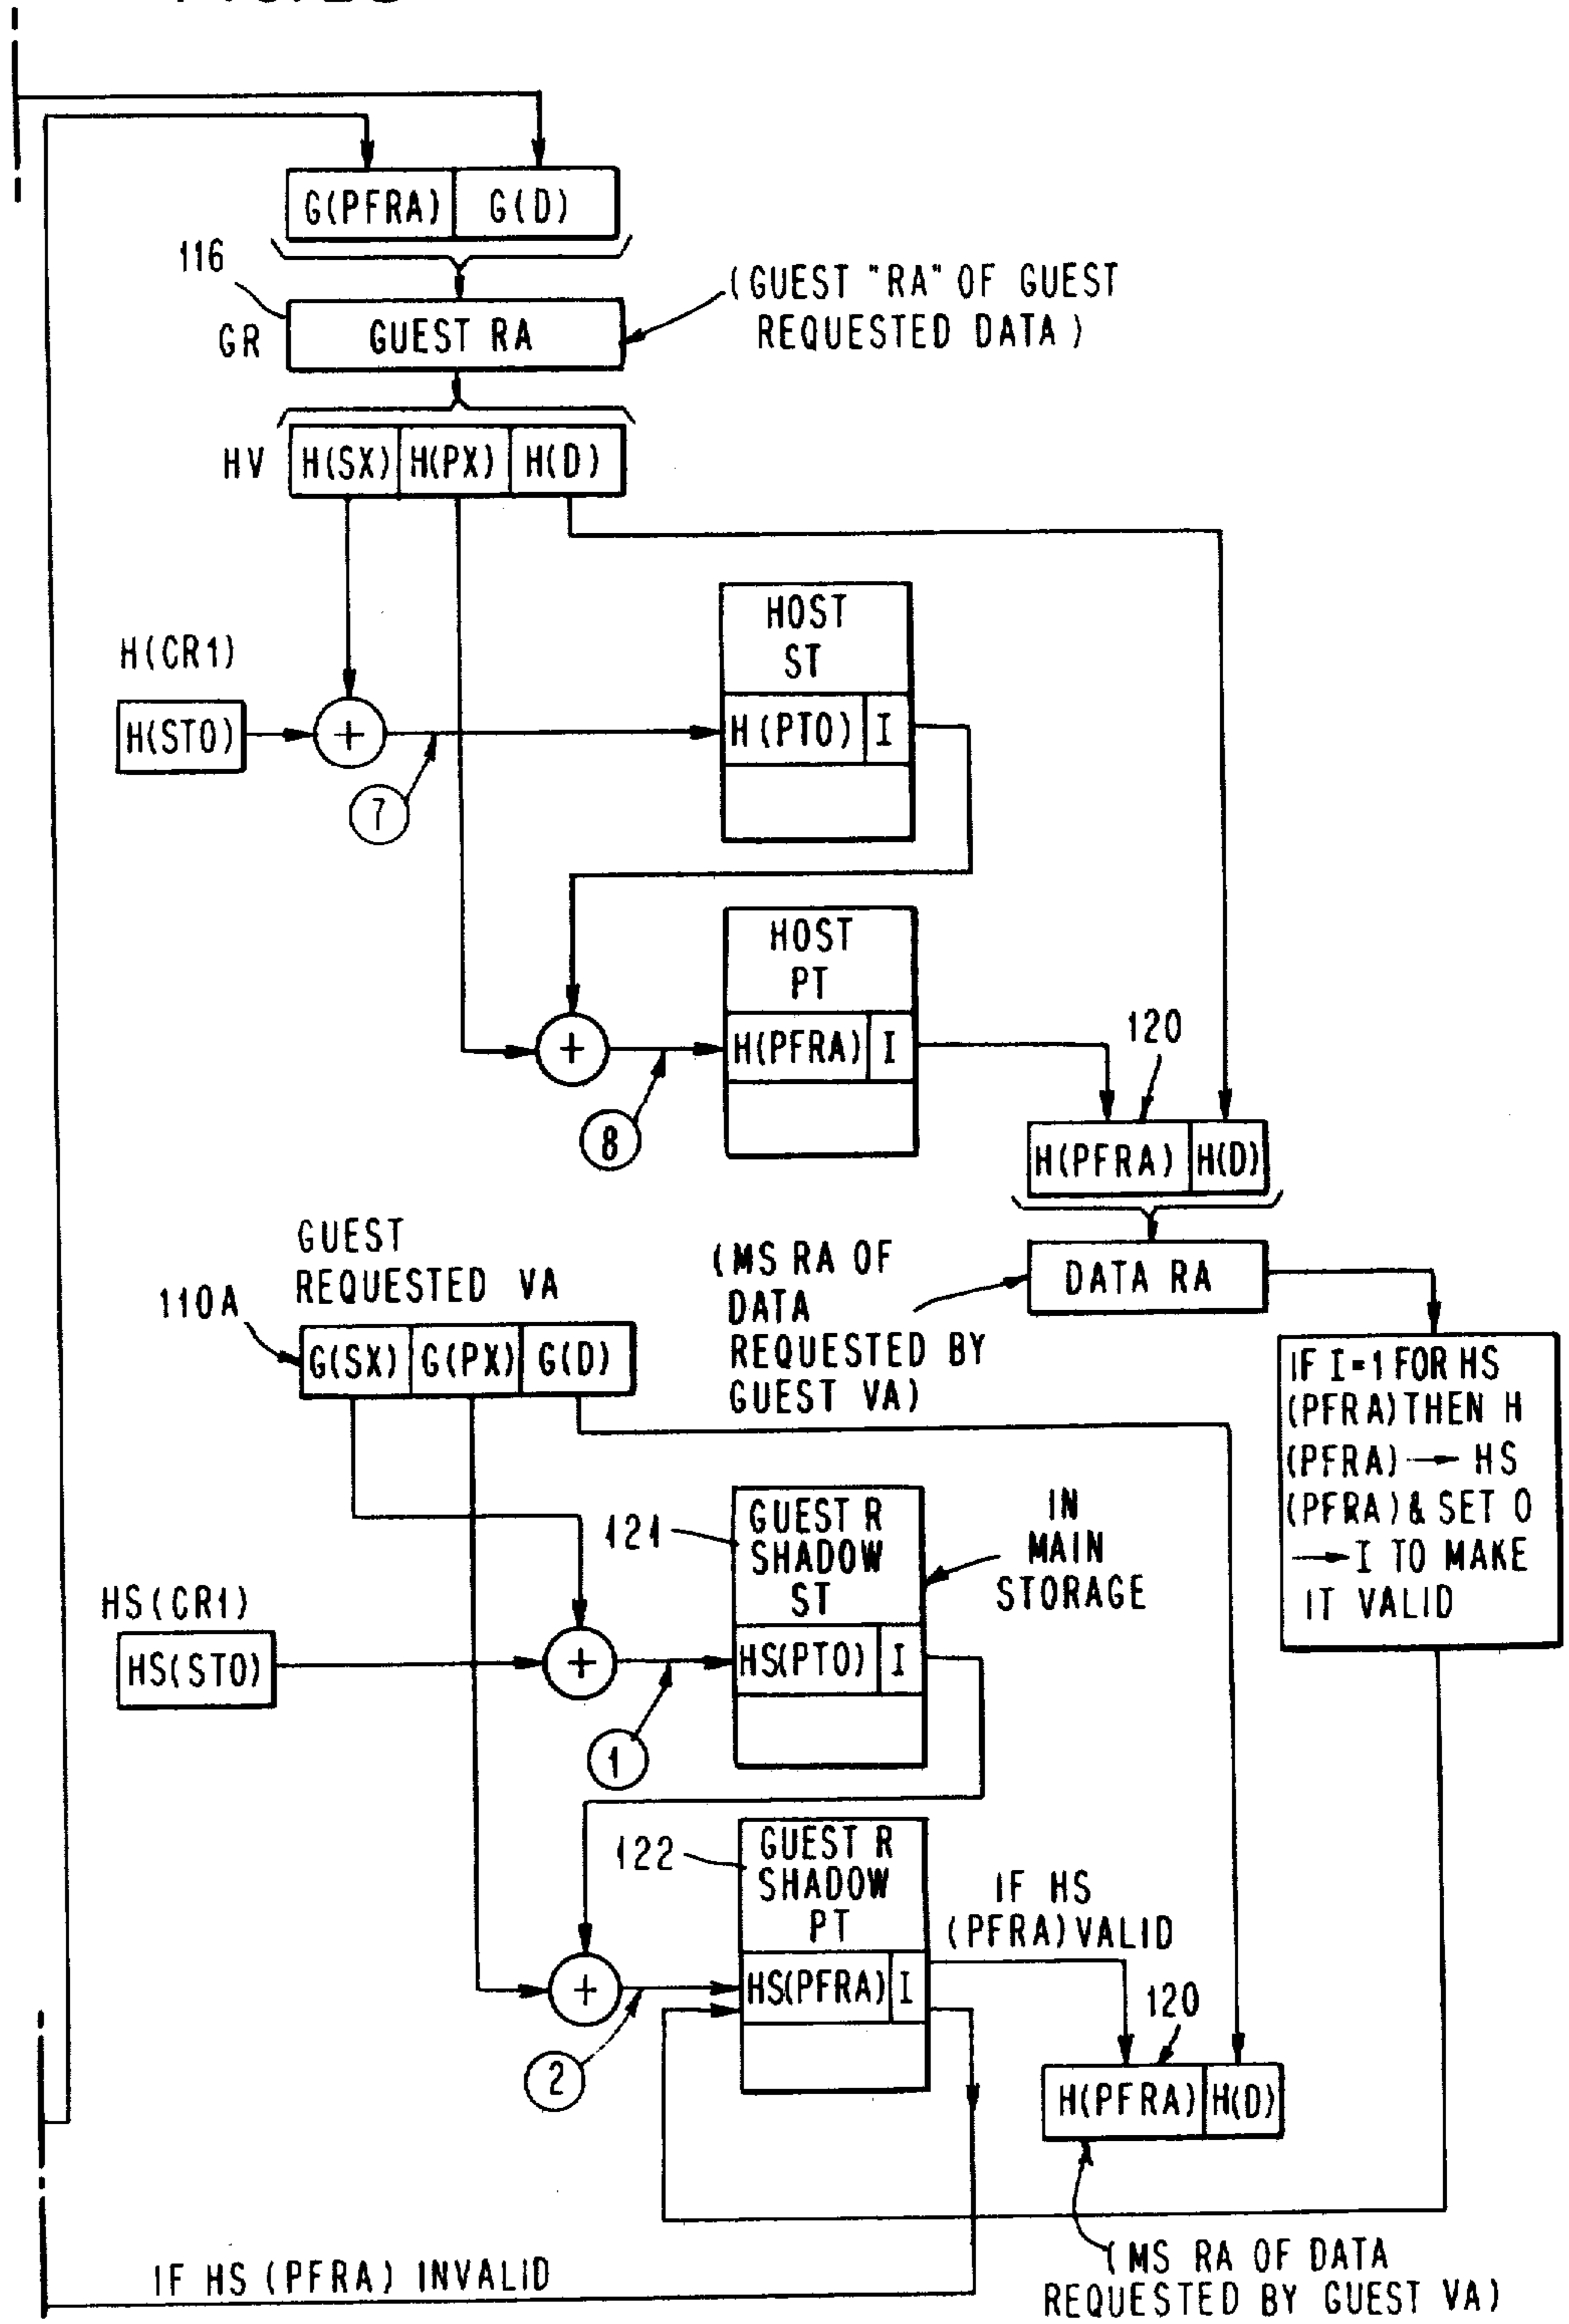 G(PFRA) G(D)
116
GR GUEST RA
(GUEST "RA" OF GUEST
REQUESTED DATA)
HV H(SX) H(PX) H(D)
H(CR1)
H(STO) +
7
HOST
ST
H(PTO) I
HOST
PT
+ H(PFRA) I
8
120
H(PFRA) H(D)
DATA RA
(MS RA OF
DATA
REQUESTED BY
GUEST VA)
IF I=1 FOR HS
(PFRA) THEN H
(PFRA) → HS
(PFRA) & SET 0
→ I TO MAKE
IT VALID
GUEST
REQUESTED VA
110A
G(SX) G(PX) G(D)
121
GUEST R
SHADOW
ST
IN
MAIN
STORAGE
HS(CR1)
HS(STO) + HS(PTO) I
1
122
GUEST R
SHADOW
PT
IF HS
(PFRA) VALID
+ HS(PFRA) I
2
120
H(PFRA) H(D)
(MS RA OF DATA
REQUESTED BY GUEST VA)
IF HS (PFRA) INVALID